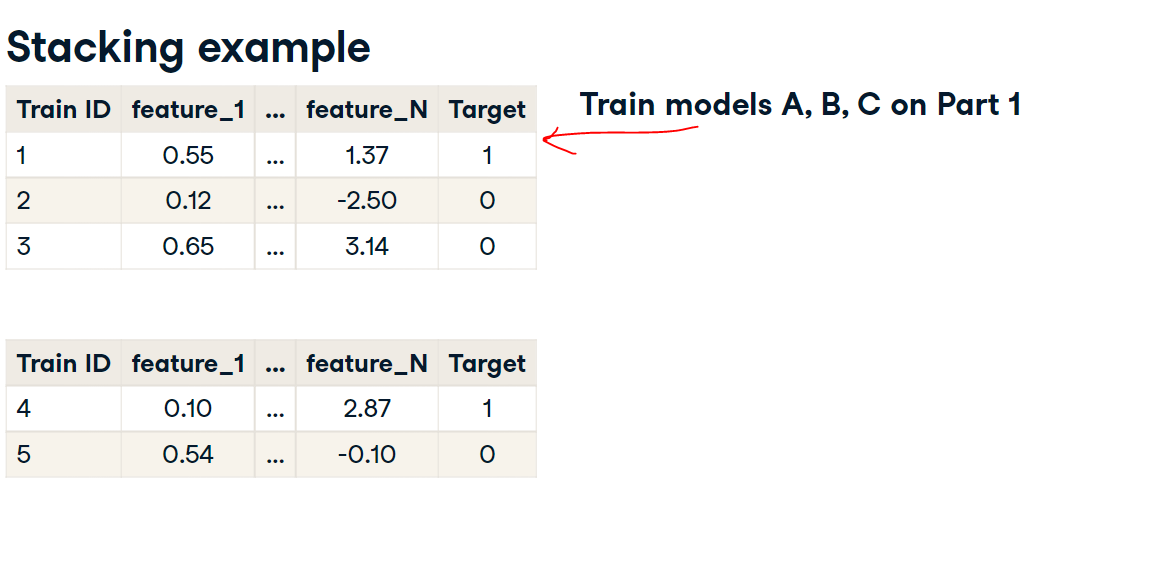 Stacking example
Train models A, B, C on Part 1
Train ID feature_1 ... feature_N Target
1 0.55 ... 1.37 1
2 0.12 ... -2.50 0
3 0.65 ... 3.14 0
Train ID feature_1 ... feature_N Target
4 0.10 ... 2.87 1
5 0.54 ... -0.10 0